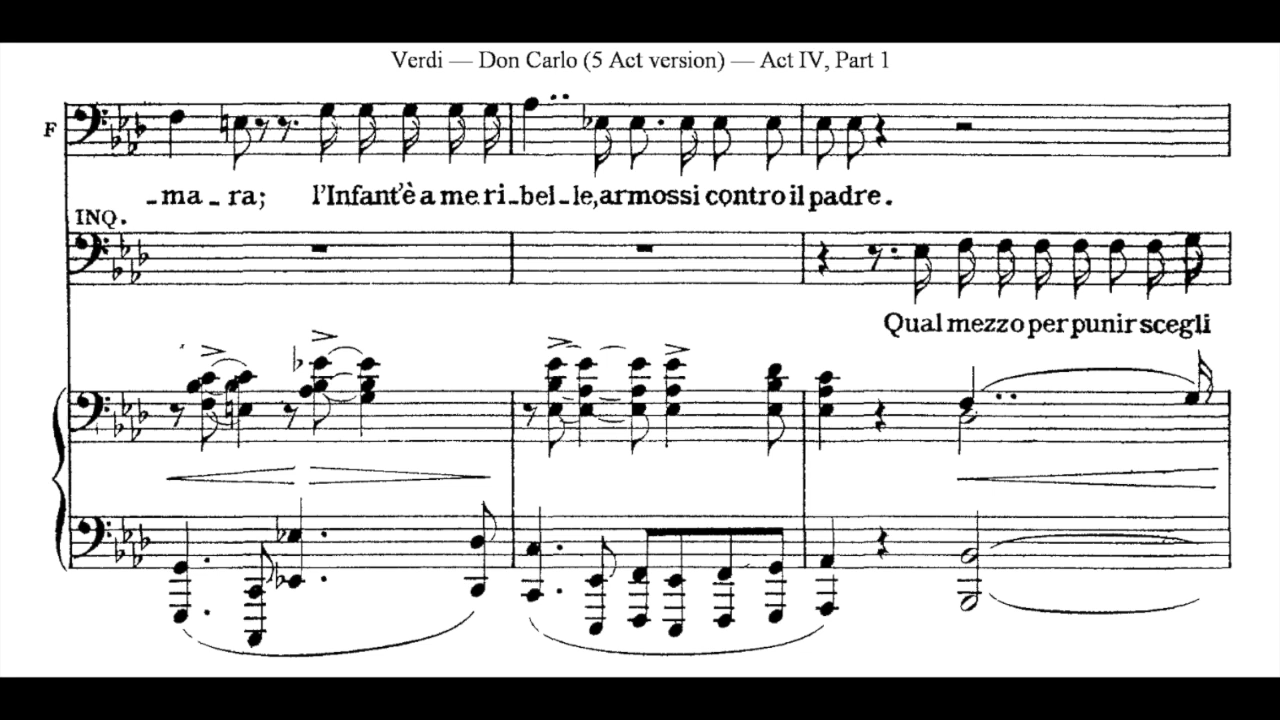 Verdi — Don Carlo (5 Act version) — Act IV, Part 1
F
-ma-ra; l'Infant'è a me ri-bel-le, armossi contro il padre.
INQ.
Qual mezzo per punir scegli